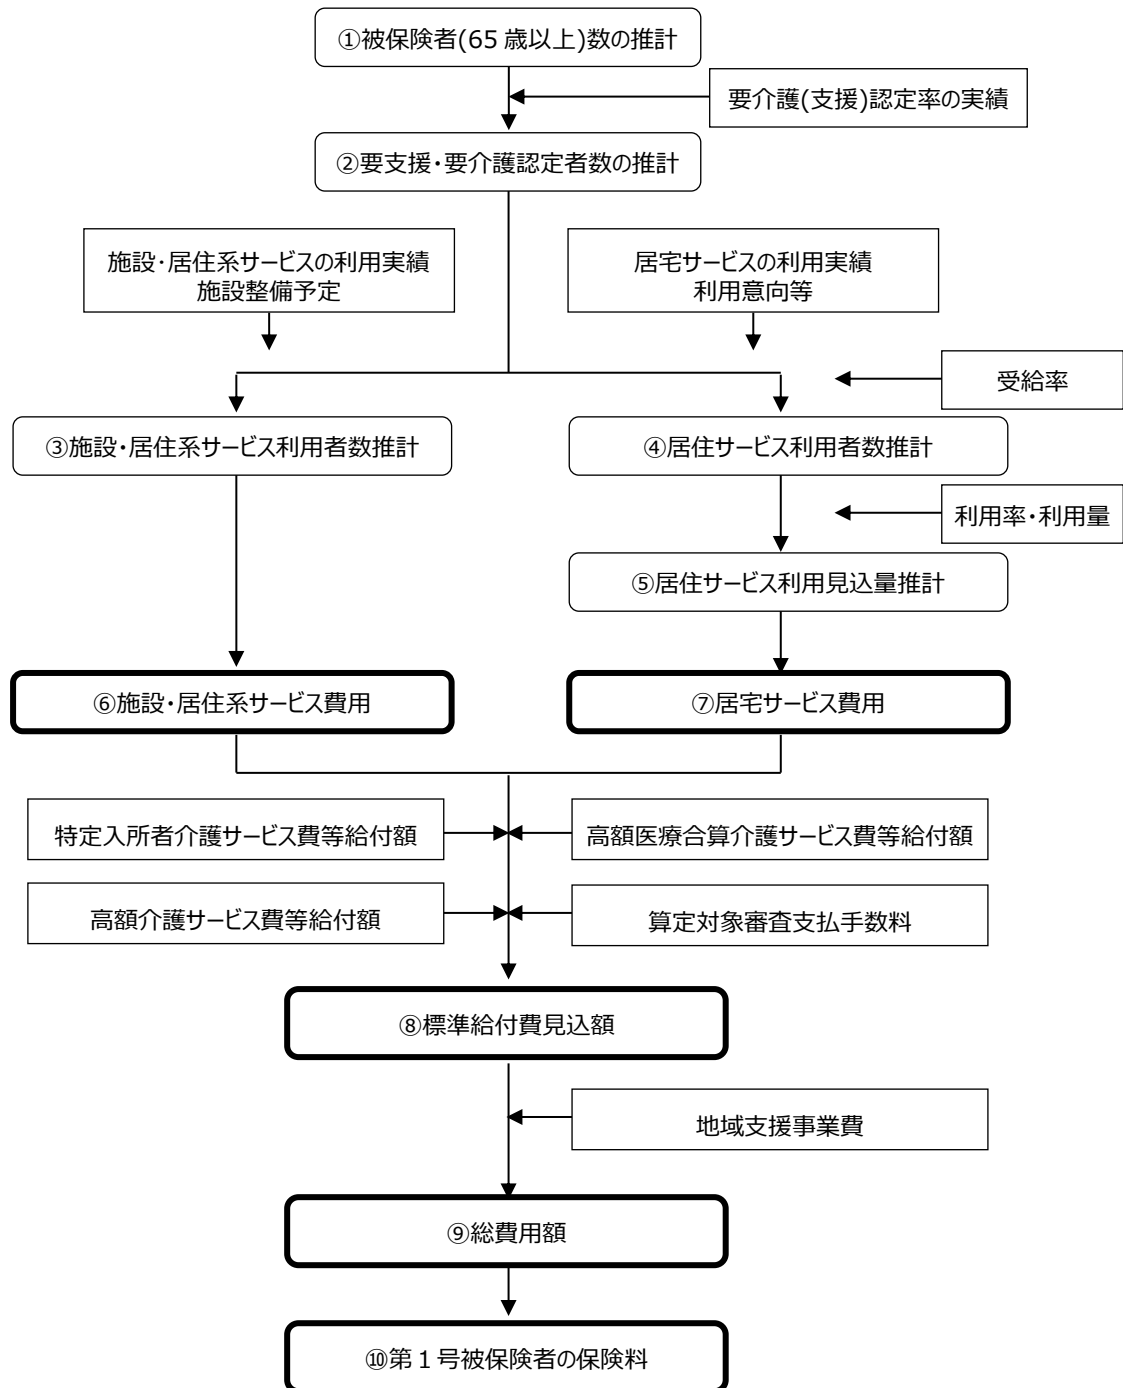 ①被保険者(65 歳以上)数の推計
要介護(支援)認定率の実績
②要支援・要介護認定者数の推計
施設・居住系サービスの利用実績
施設整備予定
居宅サービスの利用実績
利用意向等
受給率
③施設・居住系サービス利用者数推計
④居住サービス利用者数推計
利用率・利用量
⑤居住サービス利用見込量推計
⑥施設・居住系サービス費用
⑦居宅サービス費用
特定入所者介護サービス費等給付額
高額医療合算介護サービス費等給付額
高額介護サービス費等給付額
算定対象審査支払手数料
⑧標準給付費見込額
地域支援事業費
⑨総費用額
⑩第１号被保険者の保険料